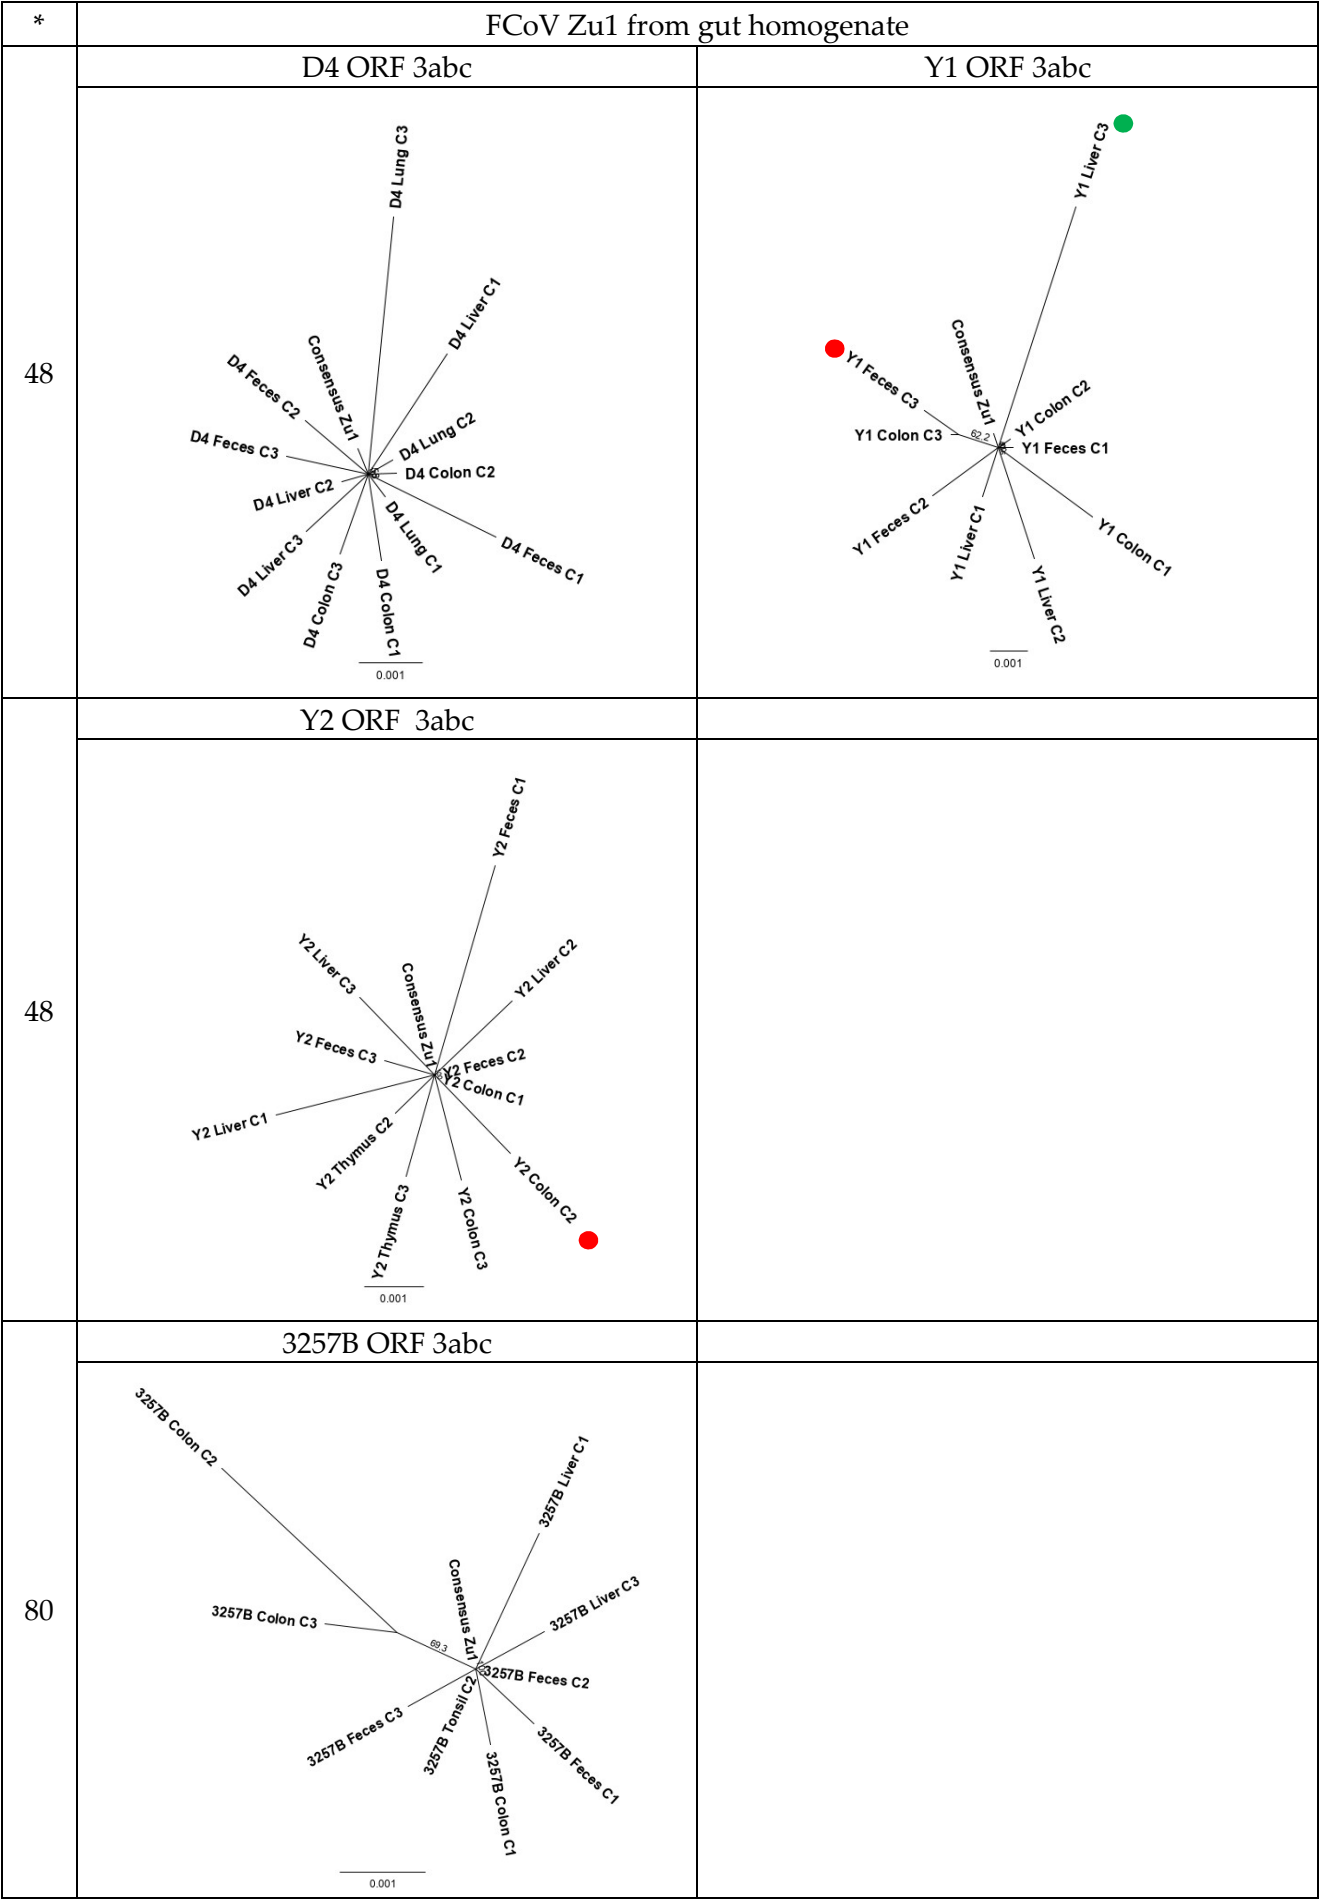 *
FCoV Zu1 from gut homogenate
D4 ORF 3abc
Y1 ORF 3abc
48
D4 Lung C3
D4 Liver C1
Consensus Zu1
D4 Feces C2
D4 Lung C2
D4 Feces C3
D4 Colon C2
D4 Liver C2
D4 Lung C1
D4 Feces C1
D4 Liver C3
D4 Colon C3
D4 Colon C1
0.001
Y1 Liver C3
Consensus Zu1
Y1 Feces C3
Y1 Colon C2
62.2
Y1 Colon C3
Y1 Feces C1
Y1 Feces C2
Y1 Liver C1
Y1 Colon C1
Y1 Liver C2
0.001
Y2 ORF 3abc
48
Y2 Feces C1
Y2 Liver C3
Y2 Liver C2
Consensus Zu1
Y2 Feces C3
Y2 Feces C2
Y2 Colon C1
Y2 Liver C1
Y2 Thymus C2
Y2 Colon C2
Y2 Thymus C3
Y2 Colon C3
0.001
3257B ORF 3abc
80
3257B Colon C2
3257B Liver C1
Consensus Zu1
3257B Liver C3
3257B Colon C3
69.3
3257B Feces C2
3257B Feces C3
3257B Tonsil C2
3257B Feces C1
3257B Colon C1
0.001